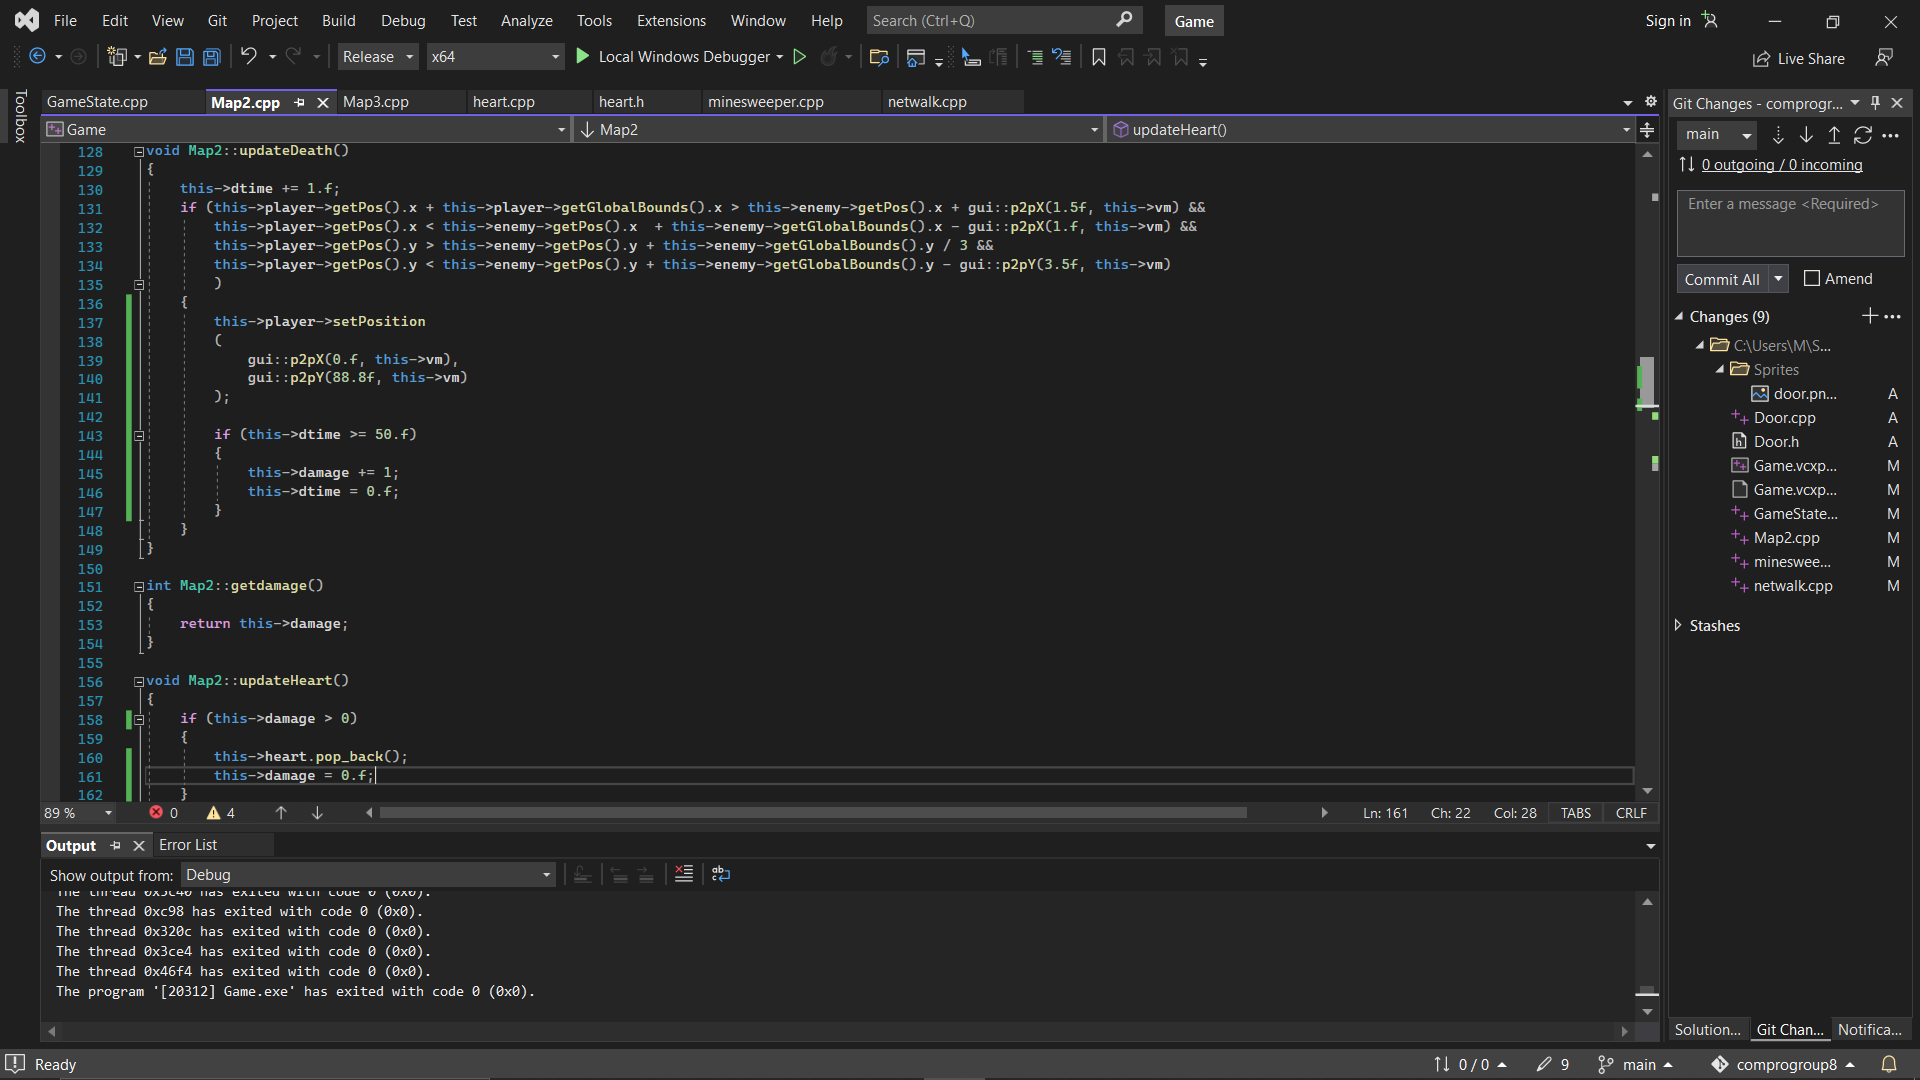 File Edit View Git Project Build Debug Test Analyze Tools Extensions Window Help Search (Ctrl+Q) Game Sign in
Release x64 Local Windows Debugger Live Share
Toolbox
GameState.cpp Map2.cpp Map3.cpp heart.cpp heart.h minesweeper.cpp netwalk.cpp
Game Map2 updateHeart()
128 void Map2::updateDeath()
129 {
130 this->dtime += 1.f;
131 if (this->player->getPos().x + this->player->getGlobalBounds().x > this->enemy->getPos().x + gui::p2pX(1.5f, this->vm) &&
132 this->player->getPos().x < this->enemy->getPos().x  + this->enemy->getGlobalBounds().x - gui::p2pX(1.f, this->vm) &&
133 this->player->getPos().y > this->enemy->getPos().y + this->enemy->getGlobalBounds().y / 3 &&
134 this->player->getPos().y < this->enemy->getPos().y + this->enemy->getGlobalBounds().y - gui::p2pY(3.5f, this->vm)
135 )
136 {
137 this->player->setPosition
138 (
139 gui::p2pX(0.f, this->vm),
140 gui::p2pY(88.8f, this->vm)
141 );
142
143 if (this->dtime >= 50.f)
144 {
145 this->damage += 1;
146 this->dtime = 0.f;
147 }
148 }
149 }
150
151 int Map2::getdamage()
152 {
153 return this->damage;
154 }
155
156 void Map2::updateHeart()
157 {
158 if (this->damage > 0)
159 {
160 this->heart.pop_back();
161 this->damage = 0.f;
162 }
89 % 0 4 Ln: 161 Ch: 22 Col: 28 TABS CRLF
Output Error List
Show output from: Debug
The thread 0x3c40 has exited with code 0 (0x0).
The thread 0xc98 has exited with code 0 (0x0).
The thread 0x320c has exited with code 0 (0x0).
The thread 0x3ce4 has exited with code 0 (0x0).
The thread 0x46f4 has exited with code 0 (0x0).
The program '[20312] Game.exe' has exited with code 0 (0x0).
Git Changes - comprogr...
main
0 outgoing / 0 incoming
Enter a message <Required>
Commit All Amend
Changes (9)
C:\Users\M\S...
Sprites
door.pn... A
Door.cpp A
Door.h A
Game.vcxp... M
Game.vcxp... M
GameState... M
Map2.cpp M
mineswee... M
netwalk.cpp M
Stashes
Solution... Git Chan... Notifica...
Ready 0 / 0 9 main comprogroup8